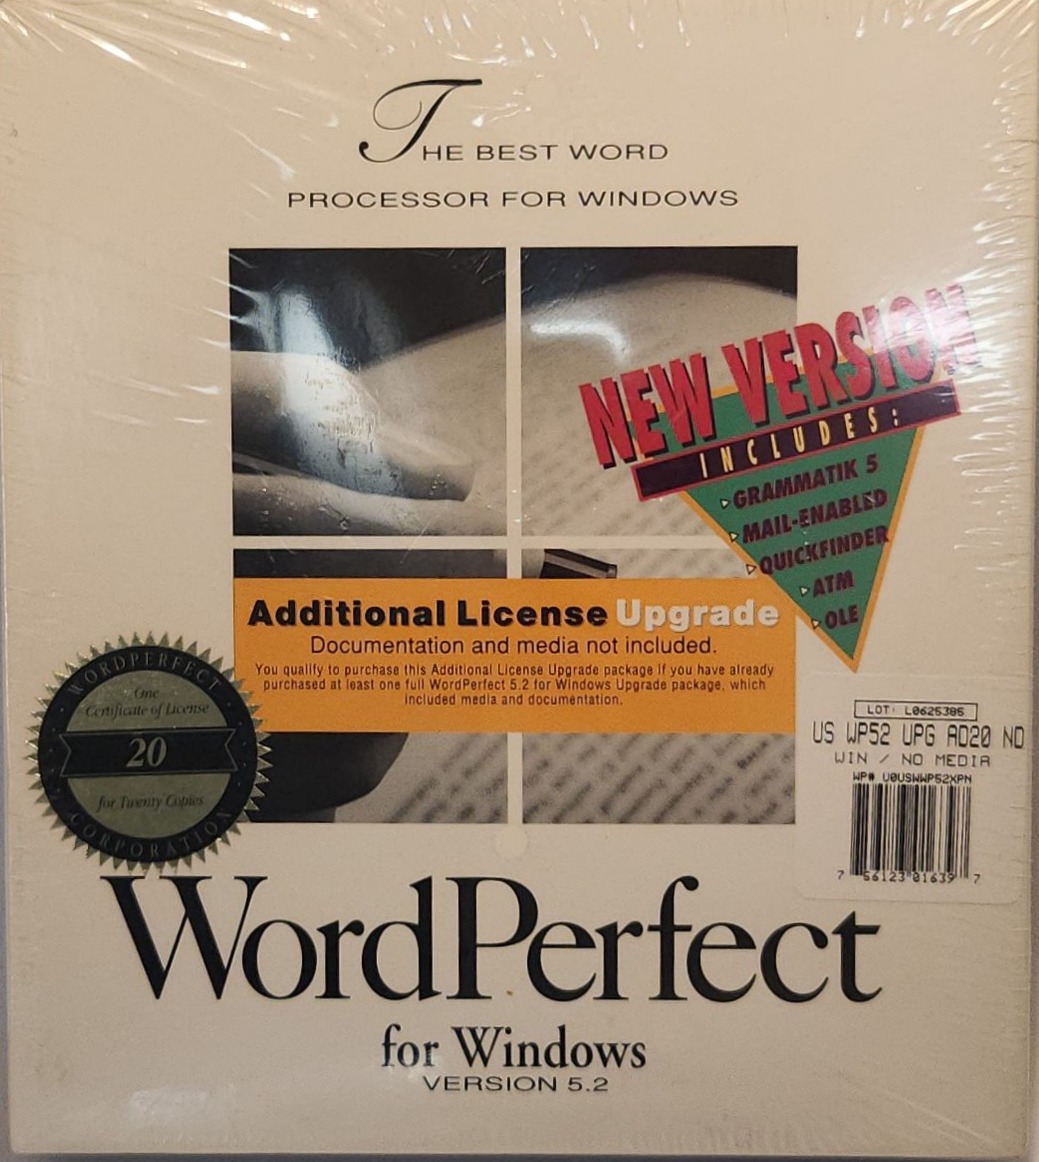 THE BEST WORD
PROCESSOR FOR WINDOWS
NEW VERSION
INCLUDES:
GRAMMATIK 5
MAIL-ENABLED
QUICKFINDER
ATM
OLE
Additional License Upgrade
Documentation and media not included.
You qualify to purchase this Additional License Upgrade package if you have already
purchased at least one full WordPerfect 5.2 for Windows Upgrade package, which
included media and documentation.
WORDPERFECT
One
Certificate of License
20
for Twenty Copies
CORPORATION
LOT: L0625385
US WP52 UPG AD20 ND
WIN / NO MEDIA
WP# U0USWWP52XPN
7 56123 01639 7
WordPerfect
for Windows
VERSION 5.2